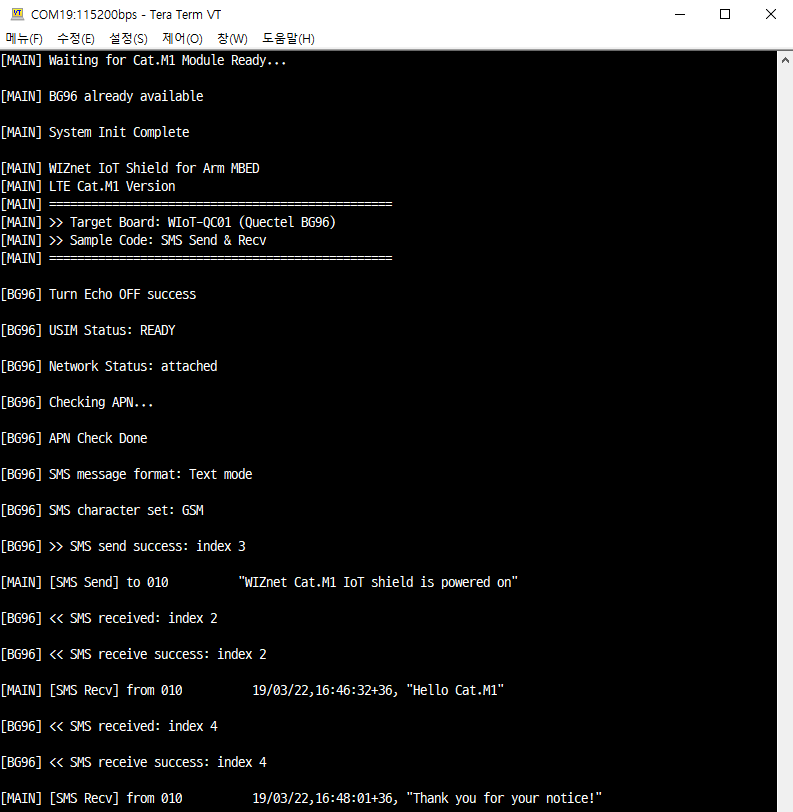 COM19:115200bps - Tera Term VT
메뉴(F) 수정(E) 설정(S) 제어(O) 창(W) 도움말(H)
[MAIN] Waiting for Cat.M1 Module Ready...
[MAIN] BG96 already available
[MAIN] System Init Complete
[MAIN] WIZnet IoT Shield for Arm MBED
[MAIN] LTE Cat.M1 Version
[MAIN] =================================================
[MAIN] >> Target Board: WIoT-QC01 (Quectel BG96)
[MAIN] >> Sample Code: SMS Send & Recv
[MAIN] =================================================
[BG96] Turn Echo OFF success
[BG96] USIM Status: READY
[BG96] Network Status: attached
[BG96] Checking APN...
[BG96] APN Check Done
[BG96] SMS message format: Text mode
[BG96] SMS character set: GSM
[BG96] >> SMS send success: index 3
[MAIN] [SMS Send] to 010 "WIZnet Cat.M1 IoT shield is powered on"
[BG96] << SMS received: index 2
[BG96] << SMS receive success: index 2
[MAIN] [SMS Recv] from 010 19/03/22,16:46:32+36, "Hello Cat.M1"
[BG96] << SMS received: index 4
[BG96] << SMS receive success: index 4
[MAIN] [SMS Recv] from 010 19/03/22,16:48:01+36, "Thank you for your notice!"